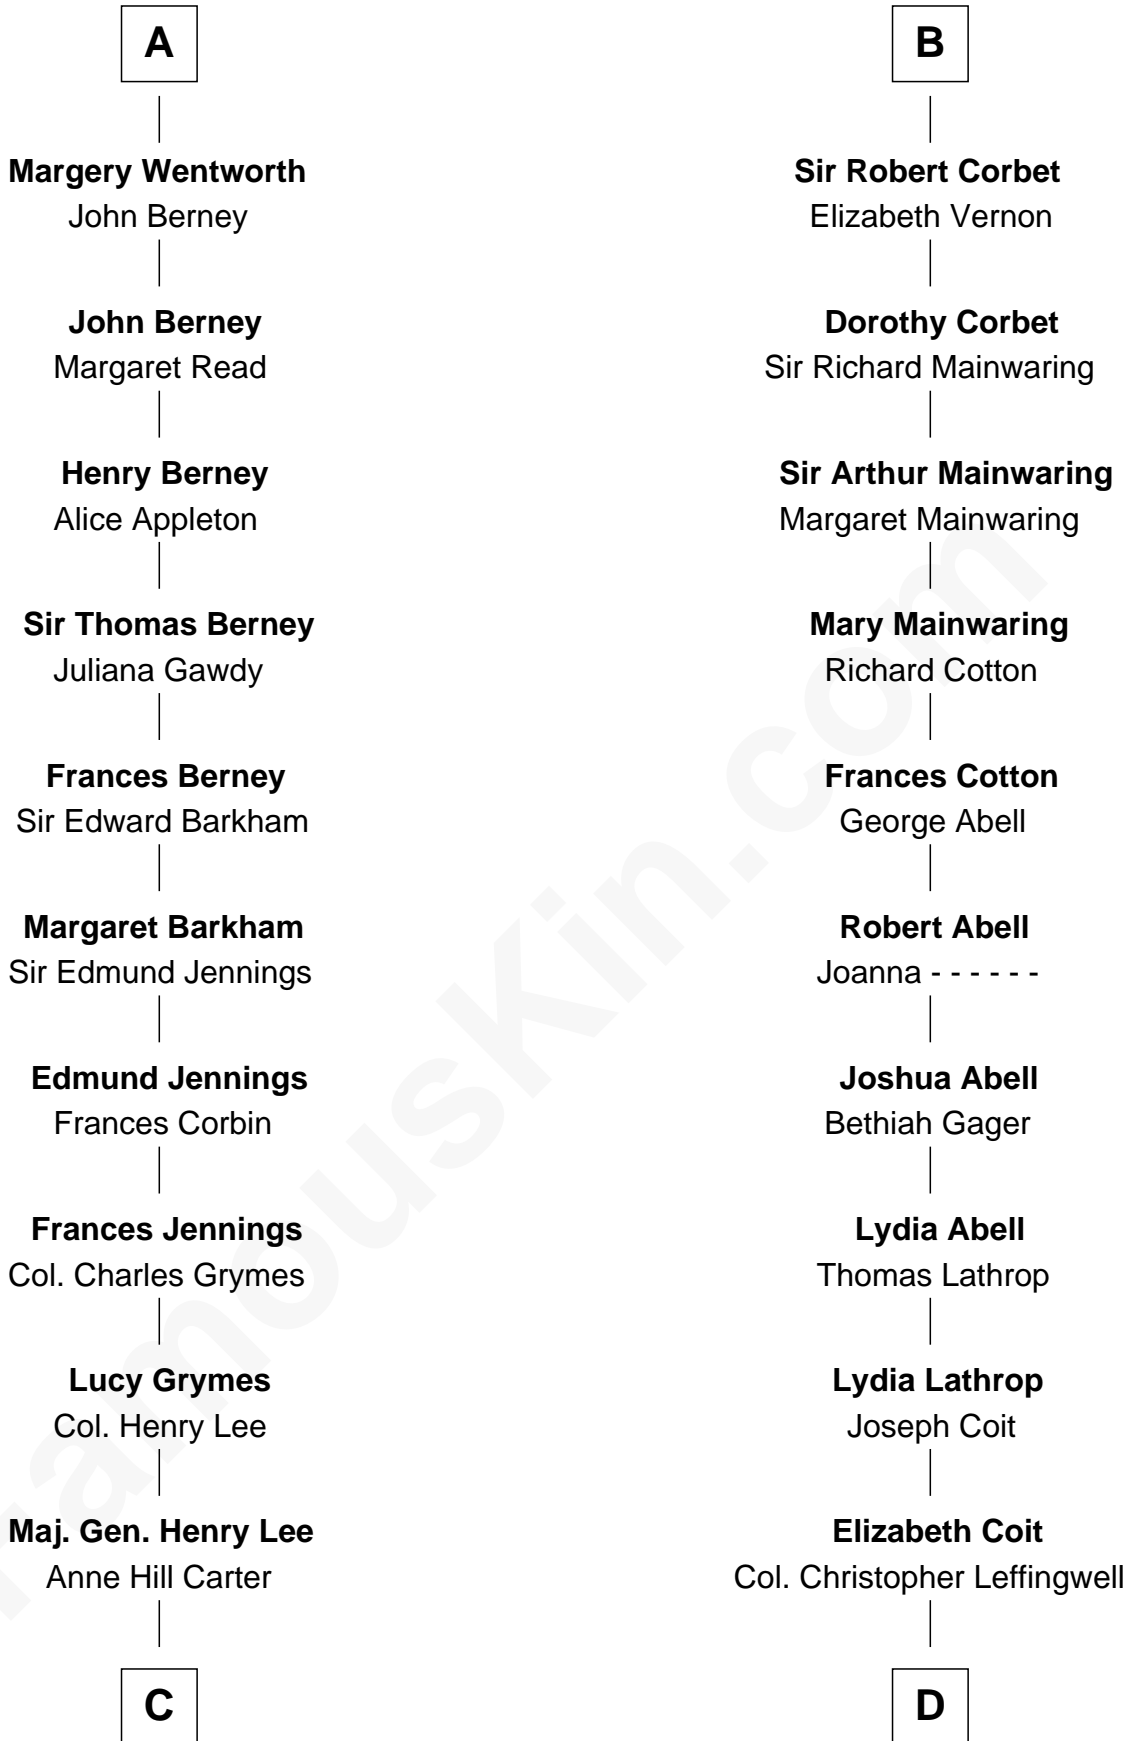 A
Margery Wentworth
John Berney
John Berney
Margaret Read
Henry Berney
Alice Appleton
Sir Thomas Berney
Juliana Gawdy
Frances Berney
Sir Edward Barkham
Margaret Barkham
Sir Edmund Jennings
Edmund Jennings
Frances Corbin
Frances Jennings
Col. Charles Grymes
Lucy Grymes
Col. Henry Lee
Maj. Gen. Henry Lee
Anne Hill Carter
C
B
Sir Robert Corbet
Elizabeth Vernon
Dorothy Corbet
Sir Richard Mainwaring
Sir Arthur Mainwaring
Margaret Mainwaring
Mary Mainwaring
Richard Cotton
Frances Cotton
George Abell
Robert Abell
Joanna - - - - - -
Joshua Abell
Bethiah Gager
Lydia Abell
Thomas Lathrop
Lydia Lathrop
Joseph Coit
Elizabeth Coit
Col. Christopher Leffingwell
D
FamousKin.com